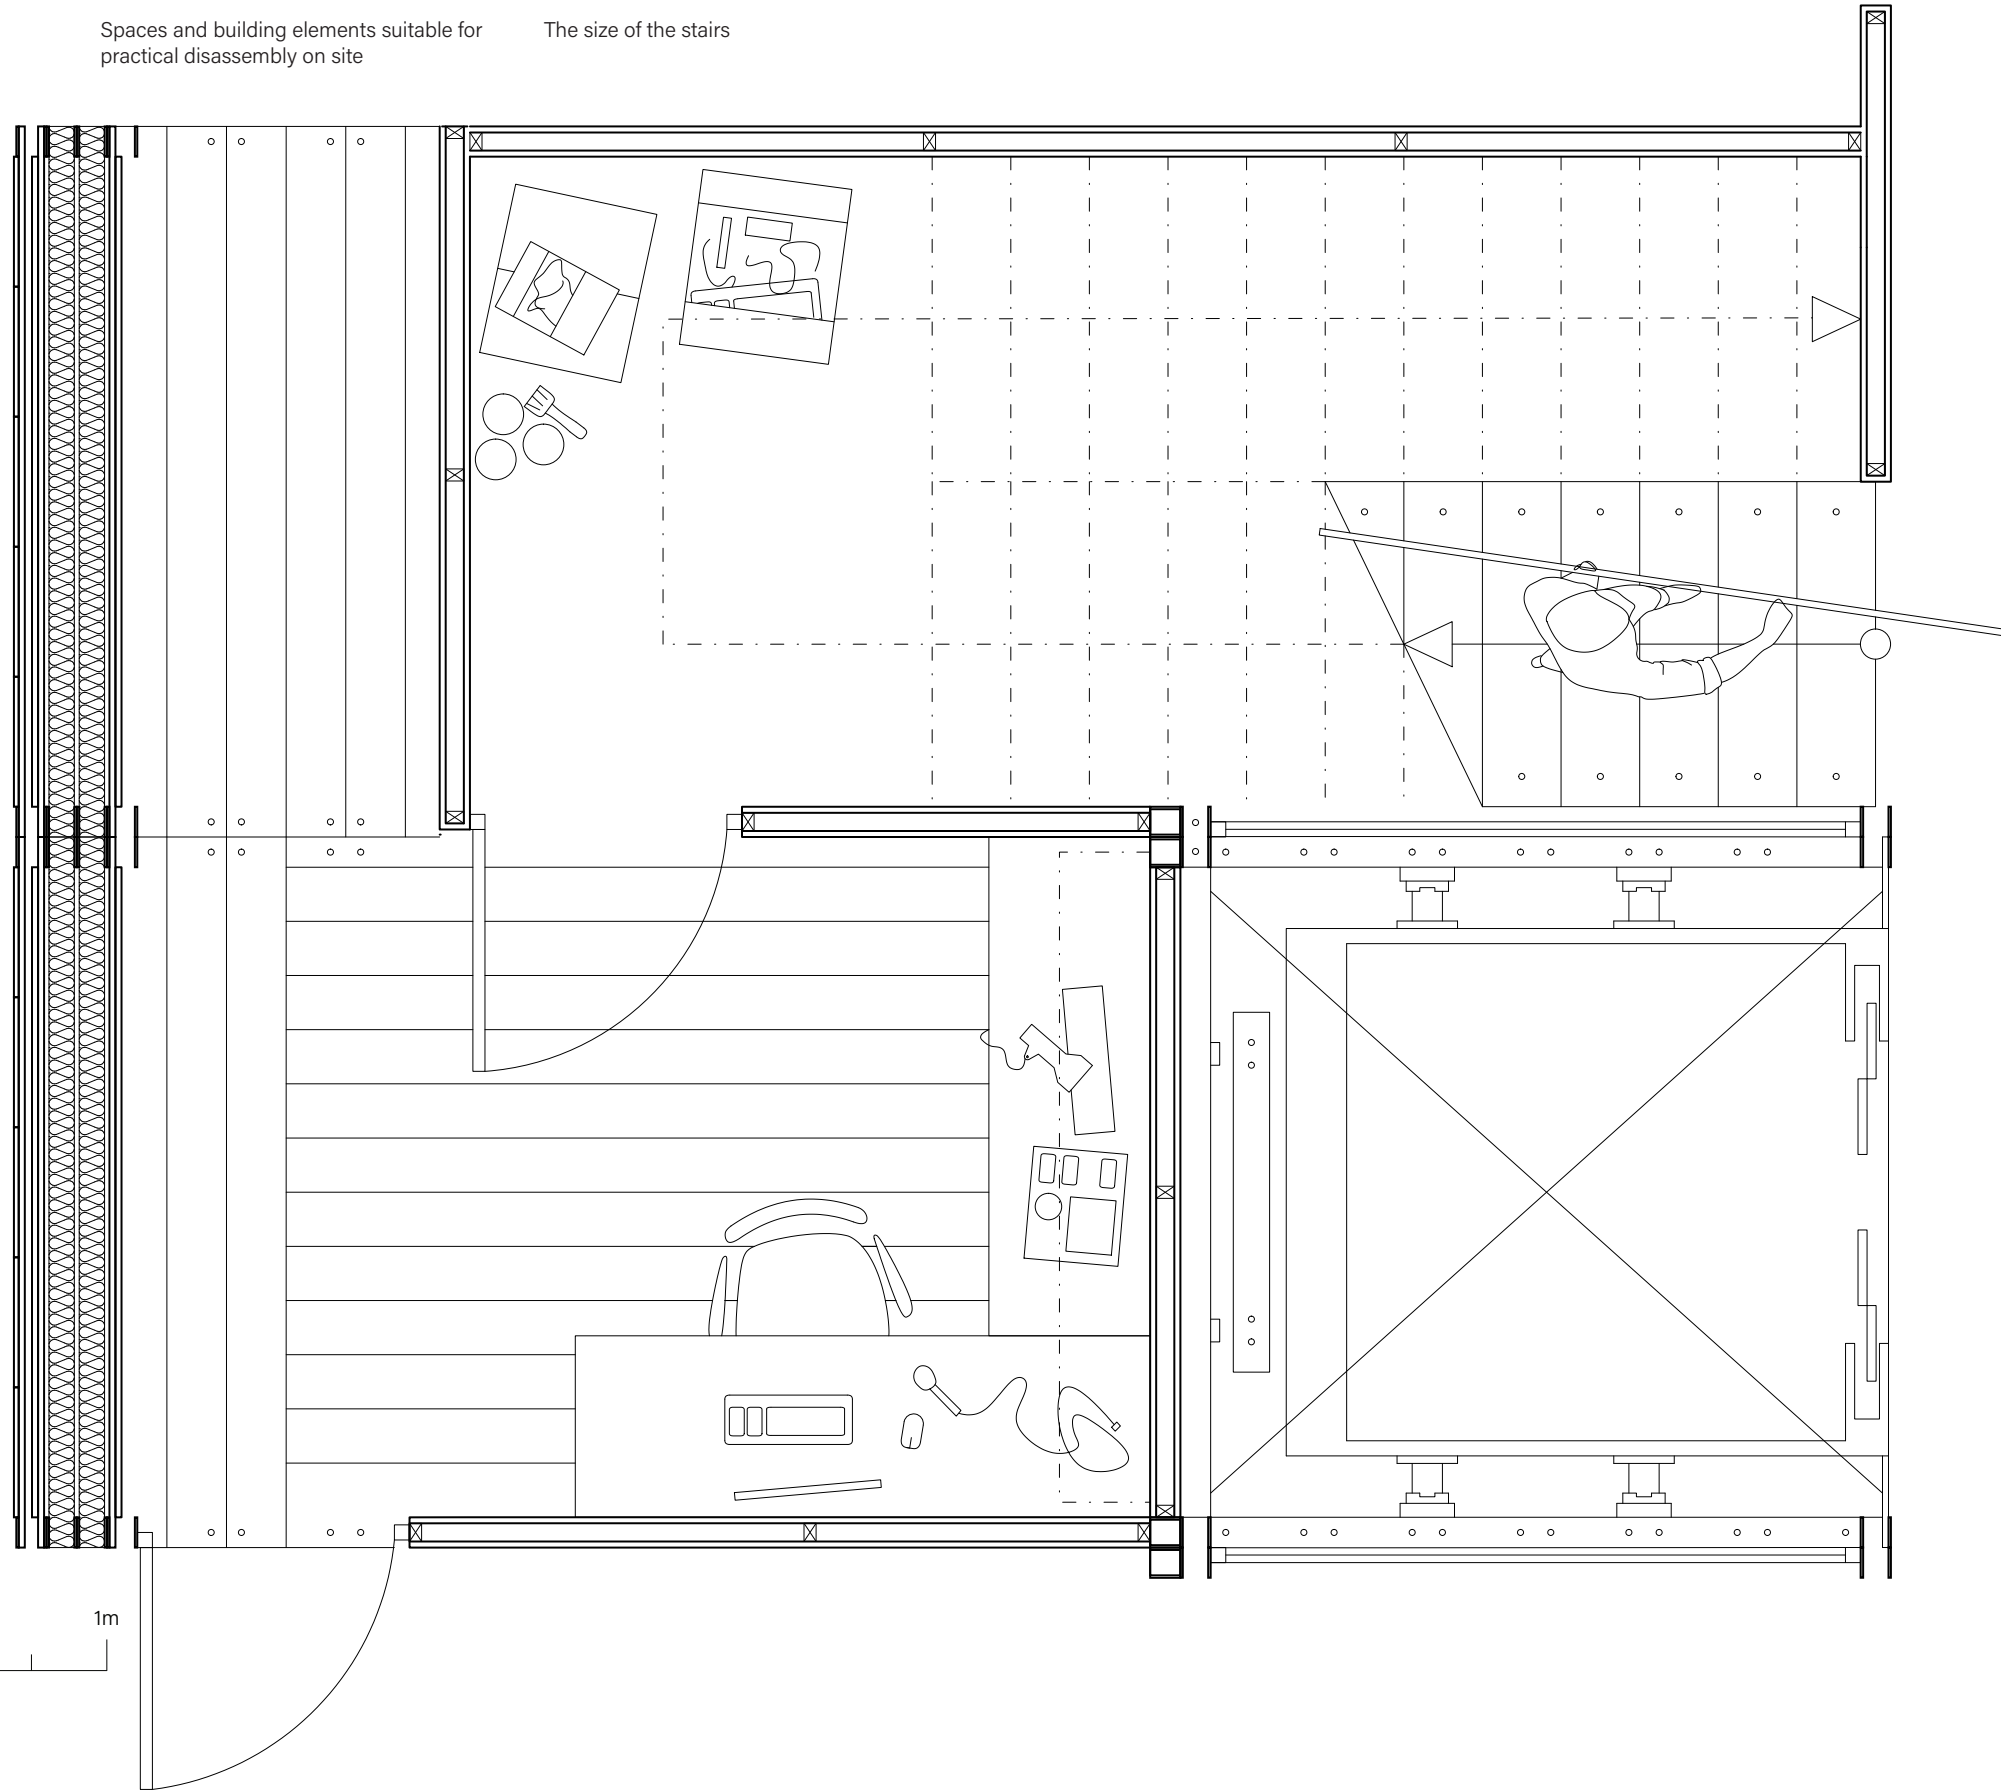 Spaces and building elements suitable for
practical disassembly on site
The size of the stairs
1m